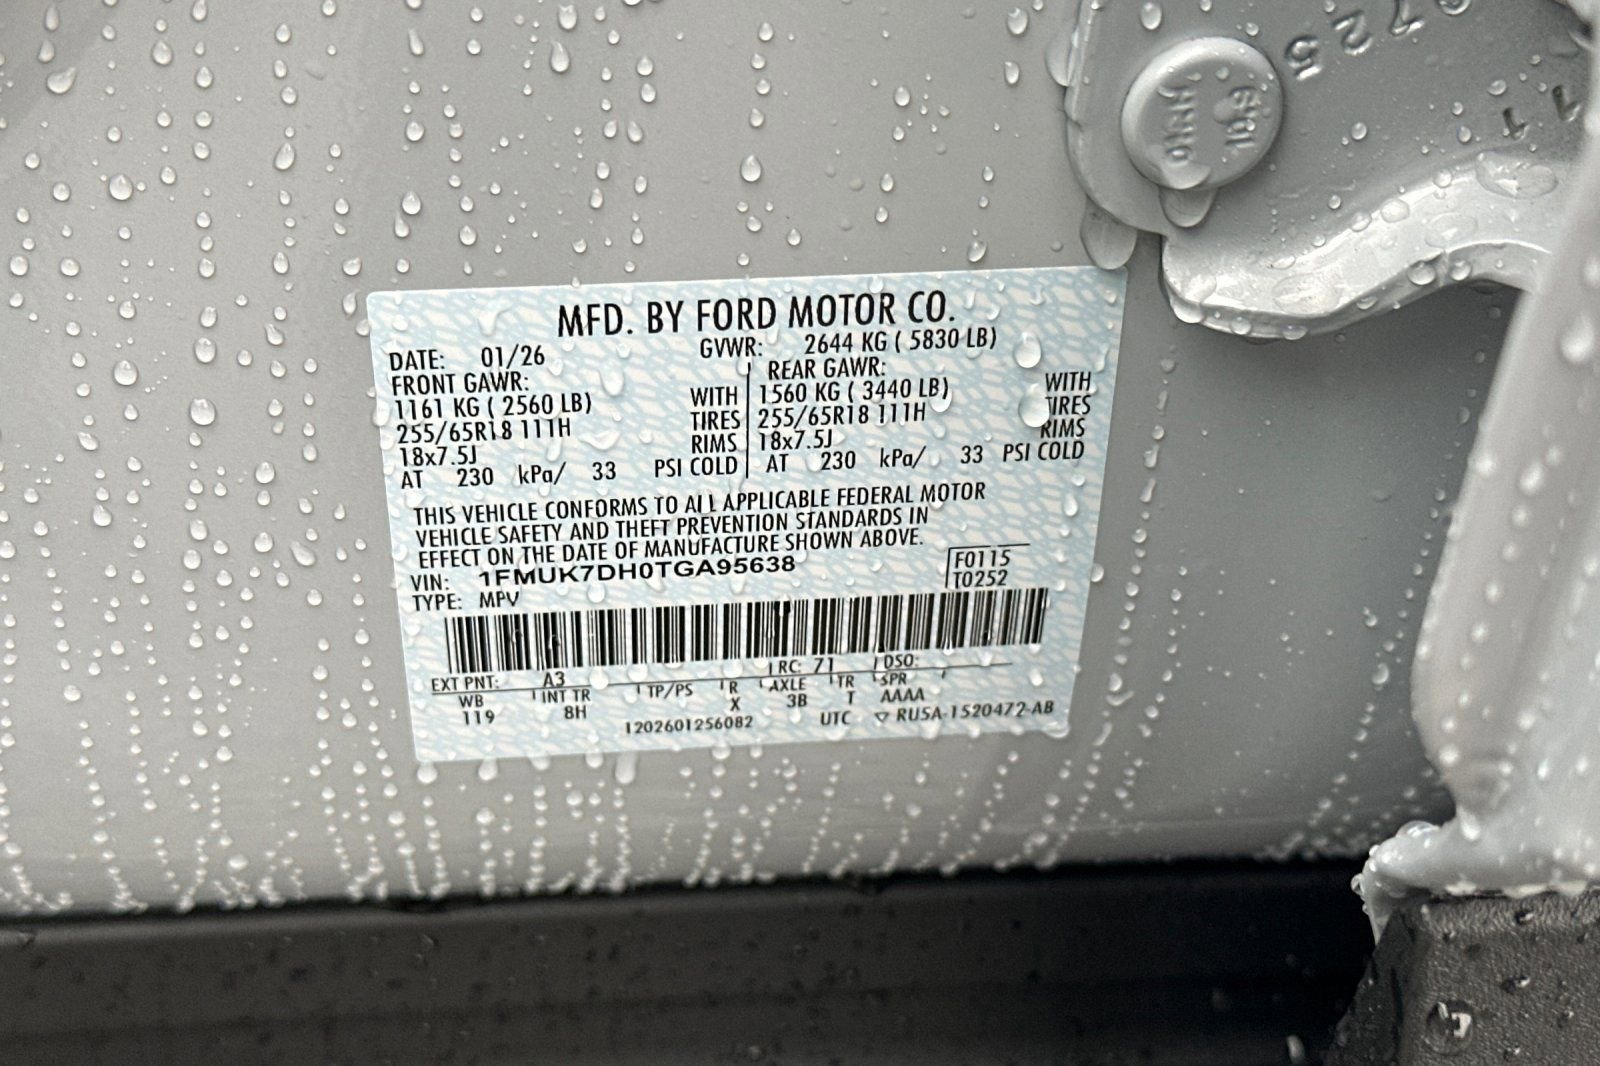 0725
11
MFD. BY FORD MOTOR CO.
DATE: 01/26 GVWR: 2644 KG ( 5830 LB)
FRONT GAWR: REAR GAWR:
1161 KG ( 2560 LB) WITH 1560 KG ( 3440 LB) WITH
255/65R18 111H TIRES 255/65R18 111H TIRES
18x7.5J RIMS 18x7.5J RIMS
AT 230 kPa/ 33 PSI COLD AT 230 kPa/ 33 PSI COLD
THIS VEHICLE CONFORMS TO ALL APPLICABLE FEDERAL MOTOR
VEHICLE SAFETY AND THEFT PREVENTION STANDARDS IN
EFFECT ON THE DATE OF MANUFACTURE SHOWN ABOVE.
VIN: 1FMUK7DH0TGA95638 F0115
TYPE: MPV T0252
EXT PNT: A3 RC: 71 DSO:
WB INT TR TP/PS R AXLE TR SPR
119 8H X 3B T AAAA
1202601256082 UTC RU5A-1520472-AB